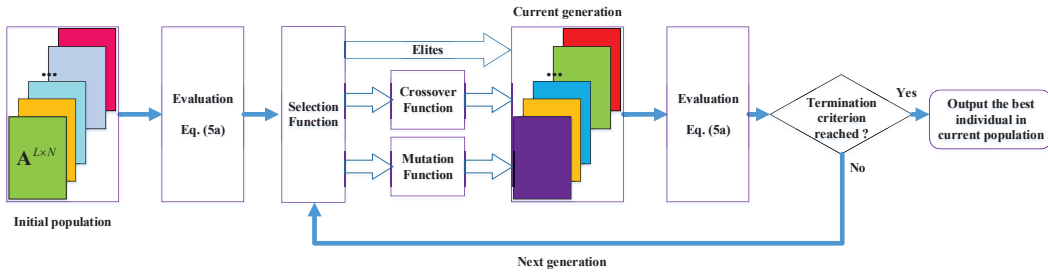 Current generation
...
A^{L×N}
Initial population
Evaluation
Eq. (5a)
Selection
Function
Elites
Crossover
Function
Mutation
Function
...
Evaluation
Eq. (5a)
Termination
criterion
reached ?
Yes
No
Output the best
individual in
current population
Next generation